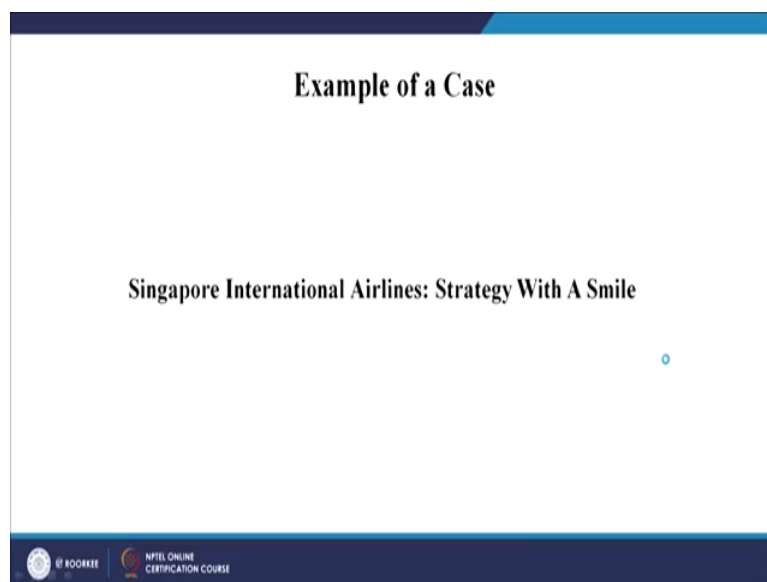 Example of a Case
Singapore International Airlines: Strategy With A Smile
IIT ROORKEE
NPTEL ONLINE
CERTIFICATION COURSE